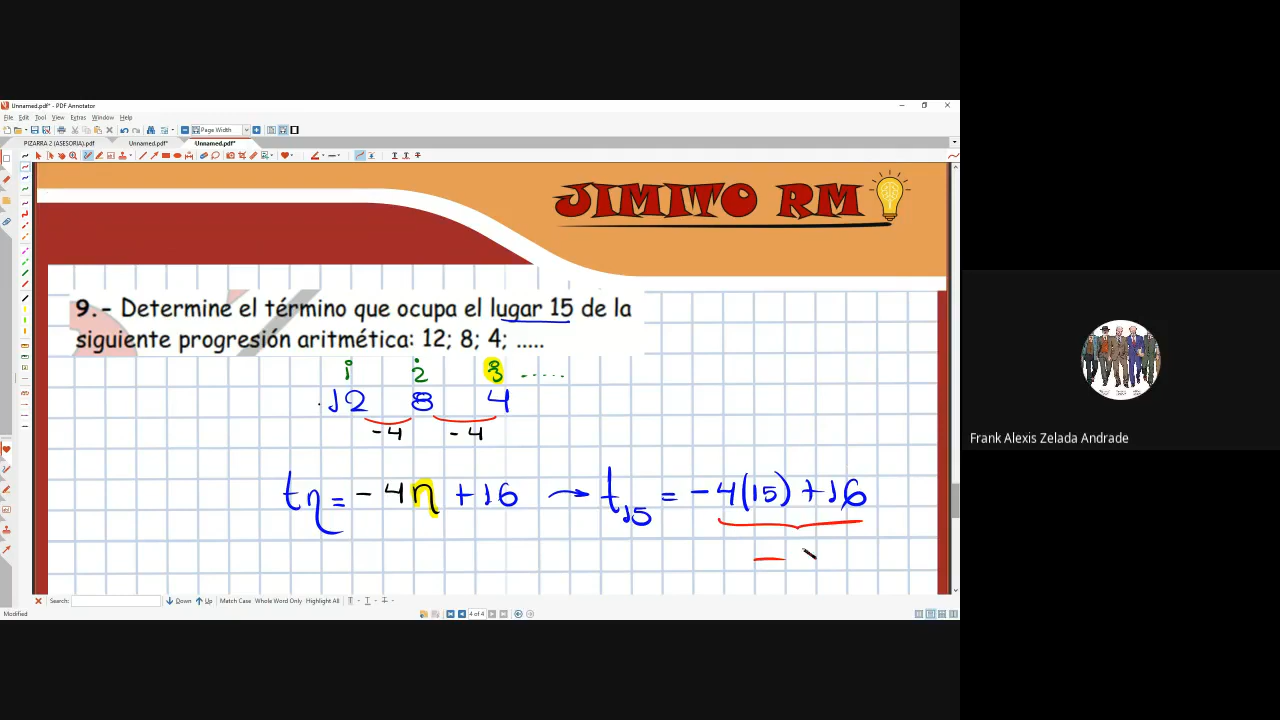 Unnamed.pdf* - PDF Annotator
File Edit Tool View Extras Window Help
Page Width
PIZARRA 2 (ASESORIA).pdf Unnamed.pdf* Unnamed.pdf*
JIMITO RM
9.- Determine el término que ocupa el lugar 15 de la
siguiente progresión aritmética: 12; 8; 4; .....
1 2 3 ......
12 8 4
-4 -4
tn = -4n +16 → t15 = -4(15) +16
—
Frank Alexis Zelada Andrade
Search: Down Up Match Case Whole Word Only Highlight All
Modified 4 of 4